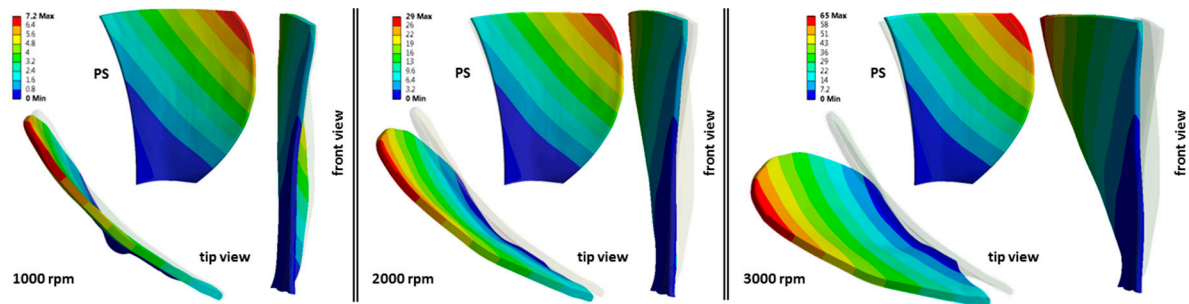 7.2 Max
6.4
5.6
4.8
4
3.2
2.4
1.6
0.8
0 Min
PS
front view
tip view
1000 rpm
29 Max
26
22
19
16
13
9.6
6.4
3.2
0 Min
PS
front view
tip view
2000 rpm
65 Max
58
51
43
36
29
22
14
7.2
0 Min
PS
front view
tip view
3000 rpm